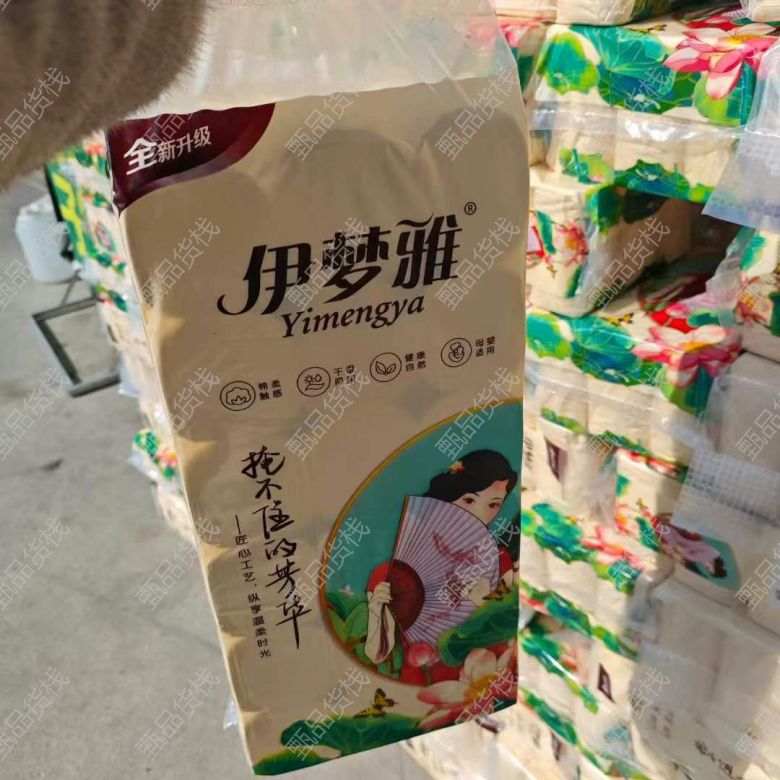 全新升级
伊梦雅®
Yimengya
棉柔
触感
干湿
两用
健康
自然
母婴
适用
掩不住的芳华
——匠心工艺，纵享温柔时光
甄品货栈